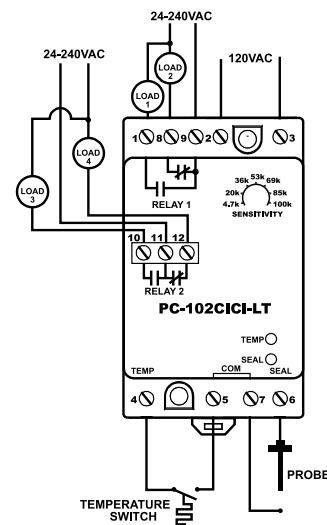 24-240VAC
24-240VAC
120VAC
LOAD 2
LOAD 1
LOAD 4
LOAD 3
1 8 9 2 3
RELAY 1
36k 53k 69k
20k 85k
4.7k 100k
SENSITIVITY
10 11 12
RELAY 2
PC-102CICI-LT
TEMP
SEAL
TEMP COM SEAL
4 5 7 6
PROBE
TEMPERATURE
SWITCH